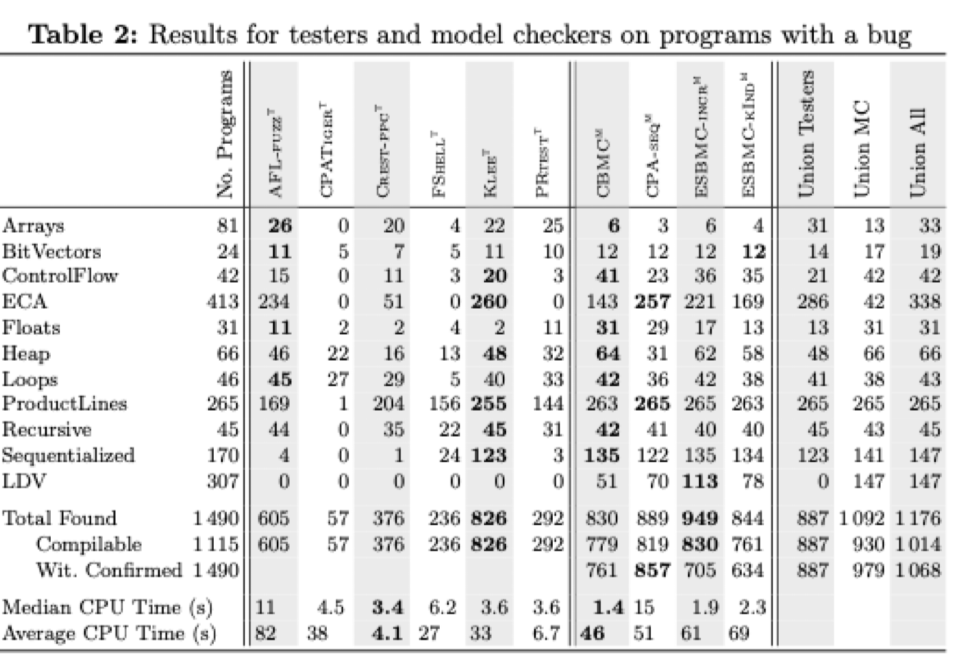 Table 2: Results for testers and model checkers on programs with a bug
No. Programs AFL-FUZZ^T CPATIGER^T CREST-PPC^T FSHELL^T KLEE^T PRTEST^T CBMC^M CPA-SEQ^M ESBMC-INCR^M ESBMC-KIND^M Union Testers Union MC Union All
Arrays 81 26 0 20 4 22 25 6 3 6 4 31 13 33
BitVectors 24 11 5 7 5 11 10 12 12 12 12 14 17 19
ControlFlow 42 15 0 11 3 20 3 41 23 36 35 21 42 42
ECA 413 234 0 51 0 260 0 143 257 221 169 286 42 338
Floats 31 11 2 2 4 2 11 31 29 17 13 13 31 31
Heap 66 46 22 16 13 48 32 64 31 62 58 48 66 66
Loops 46 45 27 29 5 40 33 42 36 42 38 41 38 43
ProductLines 265 169 1 204 156 255 144 263 265 265 263 265 265 265
Recursive 45 44 0 35 22 45 31 42 41 40 40 45 43 45
Sequentialized 170 4 0 1 24 123 3 135 122 135 134 123 141 147
LDV 307 0 0 0 0 0 0 51 70 113 78 0 147 147
Total Found 1 490 605 57 376 236 826 292 830 889 949 844 887 1 092 1 176
Compilable 1 115 605 57 376 236 826 292 779 819 830 761 887 930 1 014
Wit. Confirmed 1 490 761 857 705 634 887 979 1 068
Median CPU Time (s) 11 4.5 3.4 6.2 3.6 3.6 1.4 15 1.9 2.3
Average CPU Time (s) 82 38 4.1 27 33 6.7 46 51 61 69